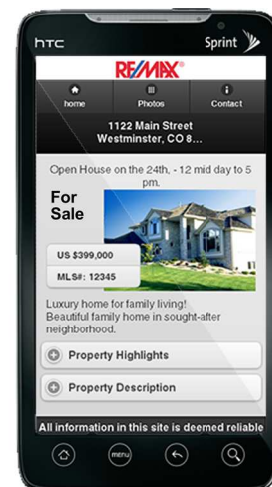 hTC
Sprint
RE/MAX®
home
Photos
Contact
1122 Main Street
Westminster, CO 8...
Open House on the 24th, - 12 mid day to 5
pm,
For
Sale
US $399,000
MLS#: 12345
Luxury home for family living!
Beautiful family home in sought-after
neighborhood.
Property Highlights
Property Description
All information in this site is deemed reliable
menu